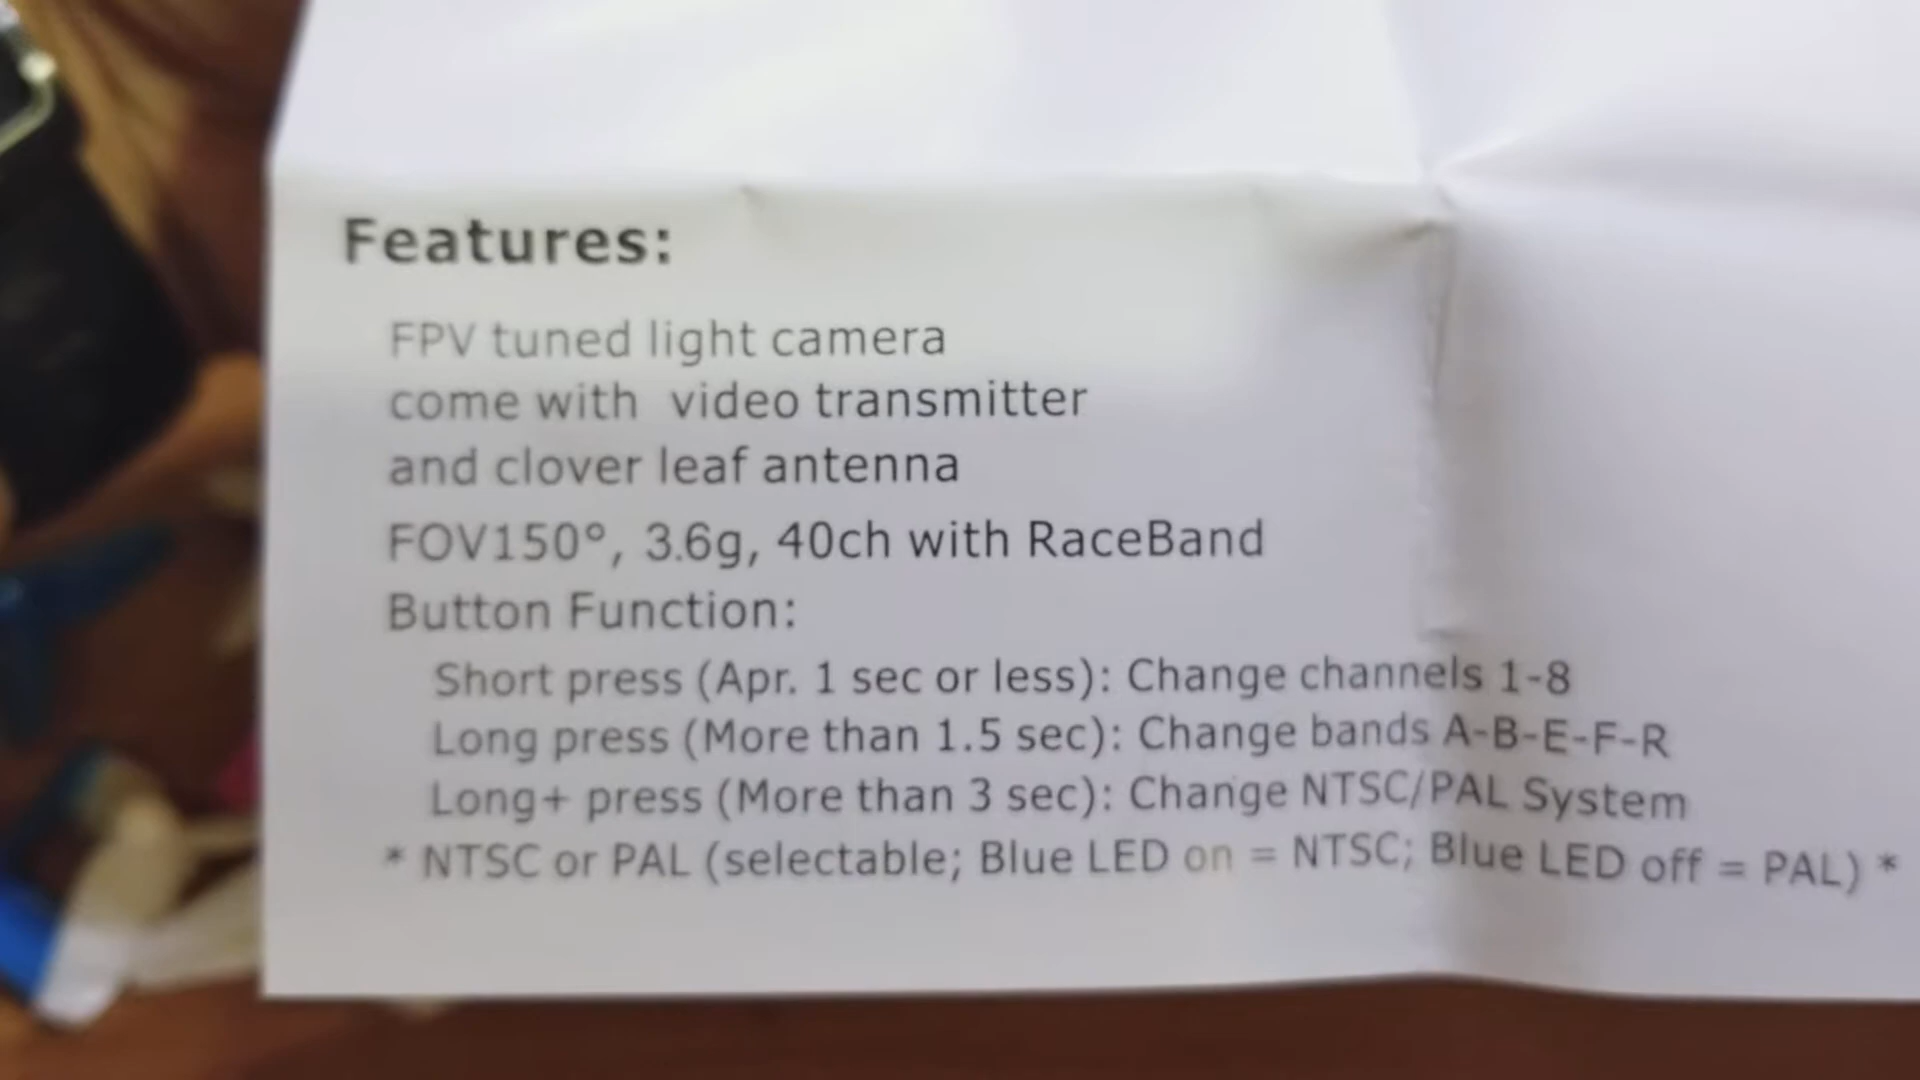 Features:
FPV tuned light camera
come with video transmitter
and clover leaf antenna
FOV150°, 3.6g, 40ch with RaceBand
Button Function:
Short press (Apr. 1 sec or less): Change channels 1-8
Long press (More than 1.5 sec): Change bands A-B-E-F-R
Long+ press (More than 3 sec): Change NTSC/PAL System
* NTSC or PAL (selectable; Blue LED on = NTSC; Blue LED off = PAL) *